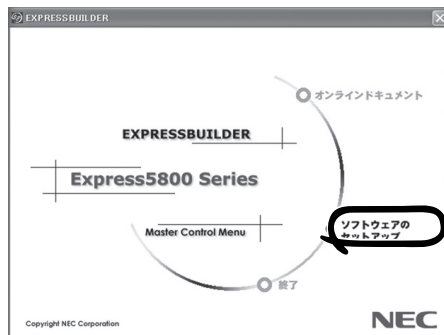 EXPRESSBUILDER
オンラインドキュメント
EXPRESSBUILDER
Express5800 Series
ソフトウェアの
セットアップ
Master Control Menu
終了
Copyright NEC Corporation
NEC